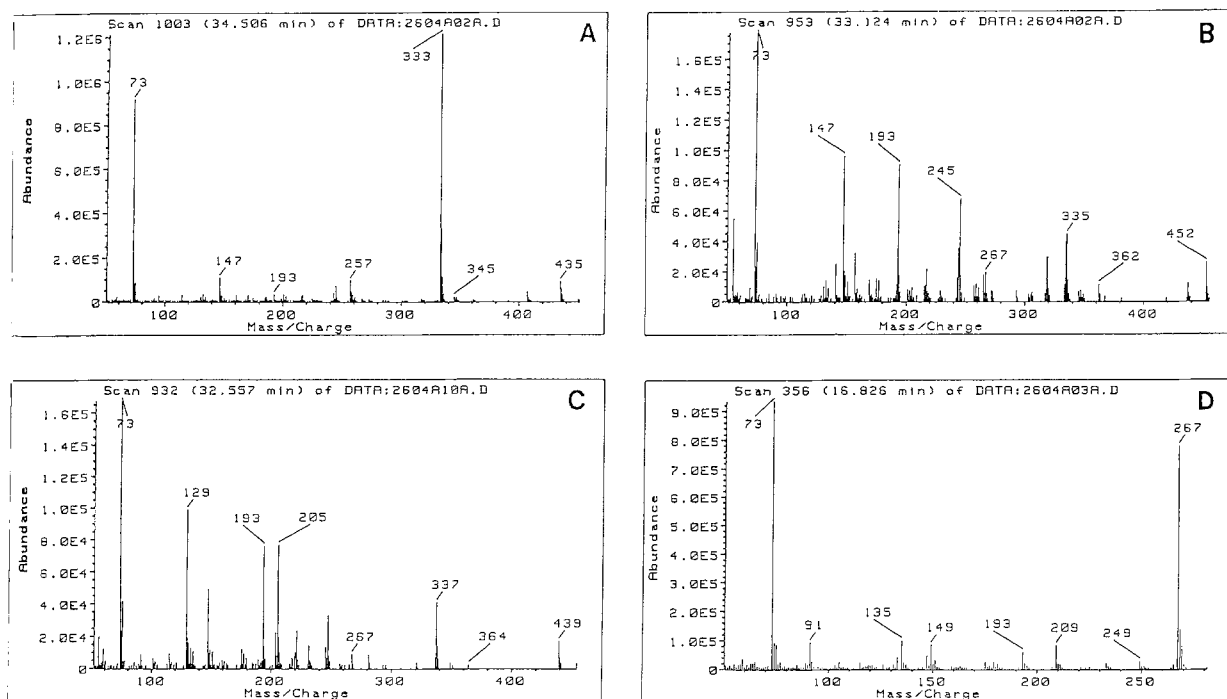 Scan 1003 (34.506 min) of DATA:2604A02A.D
A
Abundance
1.2E6
1.0E6
8.0E5
6.0E5
4.0E5
2.0E5
0
73
147
193
257
333
345
435
100
200
300
400
Mass/Charge
Scan 953 (33.124 min) of DATA:2604A02A.D
B
Abundance
1.6E5
1.4E5
1.2E5
1.0E5
8.0E4
6.0E4
4.0E4
2.0E4
0
73
147
193
245
267
335
362
452
100
200
300
400
Mass/Charge
Scan 932 (32.557 min) of DATA:2604A10A.D
C
Abundance
1.6E5
1.4E5
1.2E5
1.0E5
8.0E4
6.0E4
4.0E4
2.0E4
0
73
129
193
205
267
337
364
439
100
200
300
400
Mass/Charge
Scan 356 (16.826 min) of DATA:2604A03A.D
D
Abundance
9.0E5
8.0E5
7.0E5
6.0E5
5.0E5
4.0E5
3.0E5
2.0E5
1.0E5
0
73
91
135
149
193
209
249
267
100
150
200
250
Mass/Charge